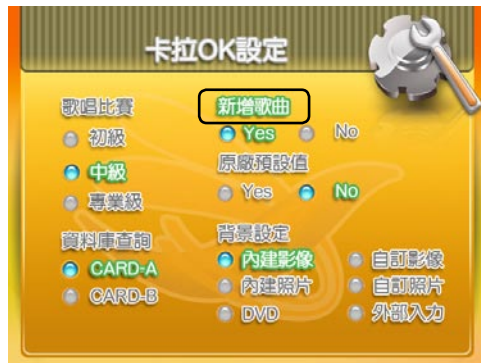 卡拉OK設定
歌唱比賽
初級
中級
專業級
資料庫查詢
CARD-A
CARD-B
新增歌曲
Yes No
原廠預設值
Yes No
背景設定
內建影像 自訂影像
內建照片 自訂照片
DVD 外部入力